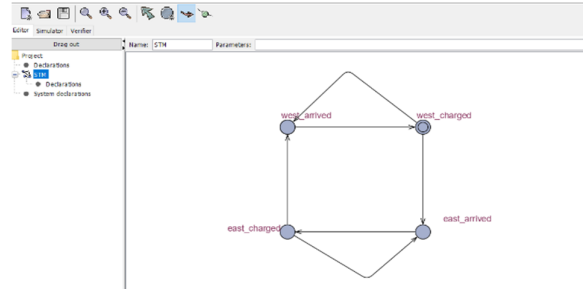 Editor Simulator Verifier
Drag out
Name: STM Parameters:
Project
Declarations
STM
Declarations
System declarations
west_arrived west_charged
east_arrived
east_charged